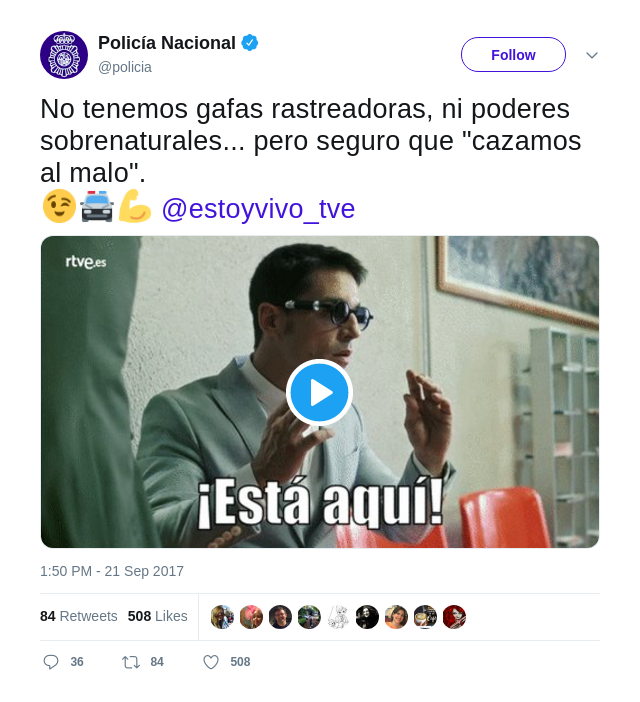 Policía Nacional
@policia
Follow
No tenemos gafas rastreadoras, ni poderes
sobrenaturales... pero seguro que "cazamos
al malo".
😉🚔💪 @estoyvivo_tve
rtve.es
¡Está aquí!
1:50 PM - 21 Sep 2017
84 Retweets 508 Likes
36 84 508